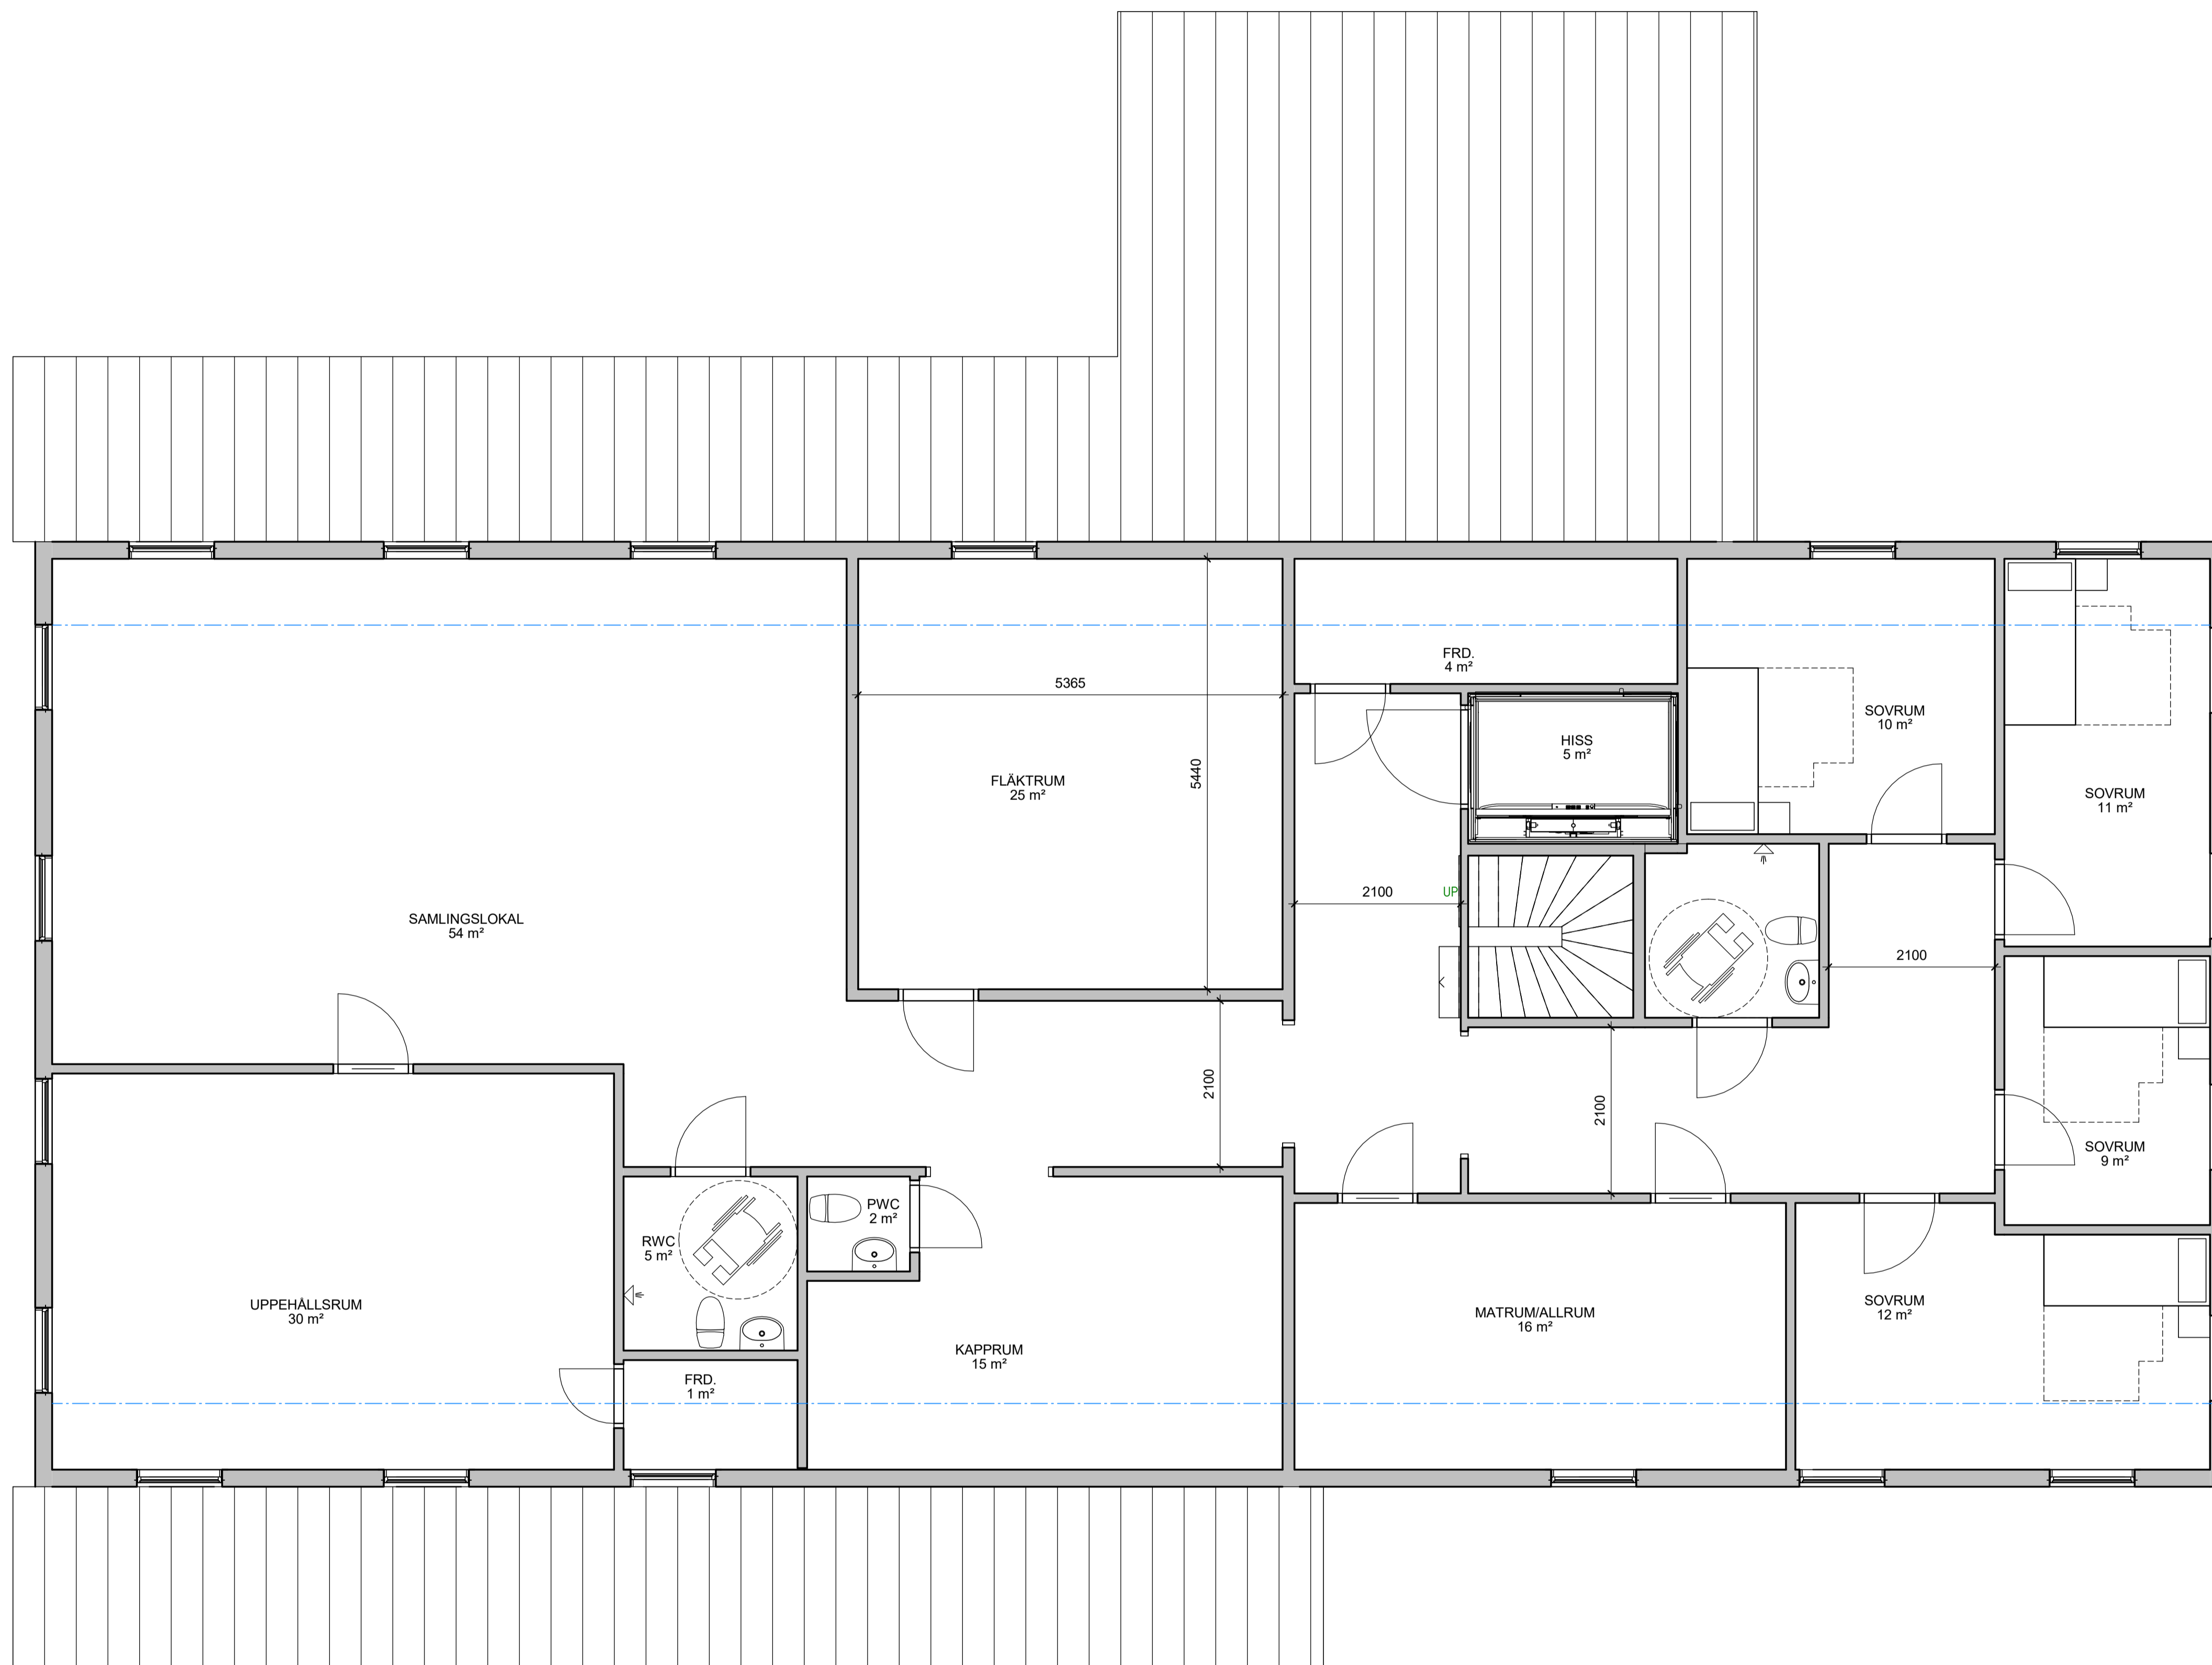 FRD.
4 m²
5365
SOVRUM
10 m²
HISS
5 m²
FLÄKTRUM
25 m²
5440
SOVRUM
11 m²
2100
UP
SAMLINGSLOKAL
54 m²
2100
2100
2100
SOVRUM
9 m²
PWC
2 m²
RWC
5 m²
UPPEHÅLLSRUM
30 m²
SOVRUM
12 m²
MATRUM/ALLRUM
16 m²
KAPPRUM
15 m²
FRD.
1 m²